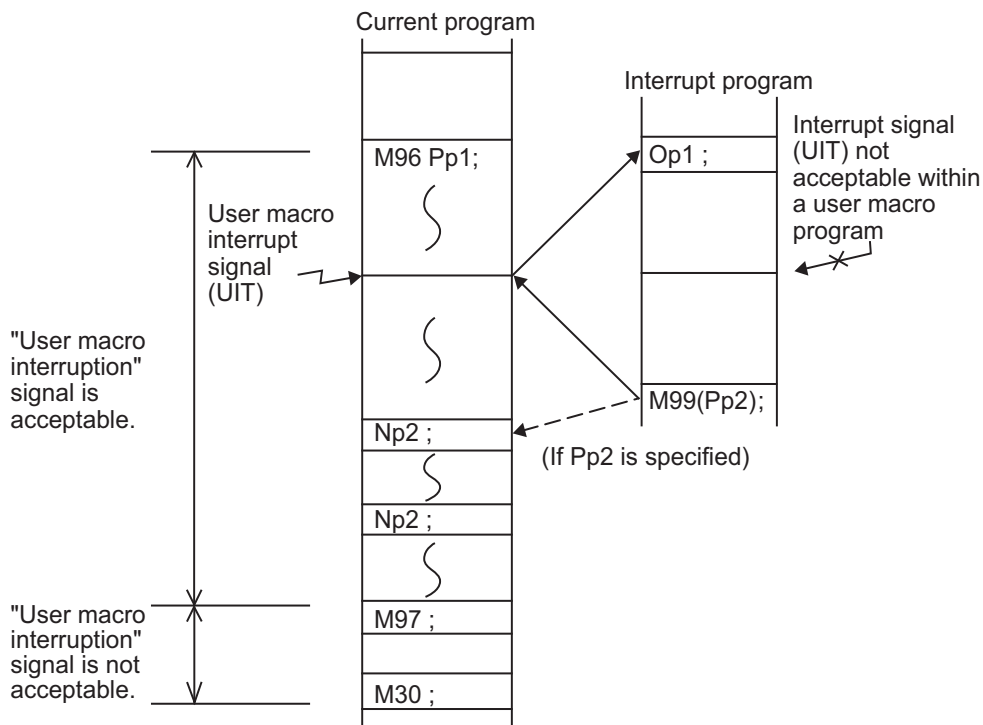 Current program
Interrupt program
M96 Pp1;
Op1 ;
Interrupt signal
(UIT) not
acceptable within
a user macro
program
User macro
interrupt
signal
(UIT)
"User macro
interruption"
signal is
acceptable.
M99(Pp2);
Np2 ;
(If Pp2 is specified)
Np2 ;
"User macro
interruption"
signal is not
acceptable.
M97 ;
M30 ;